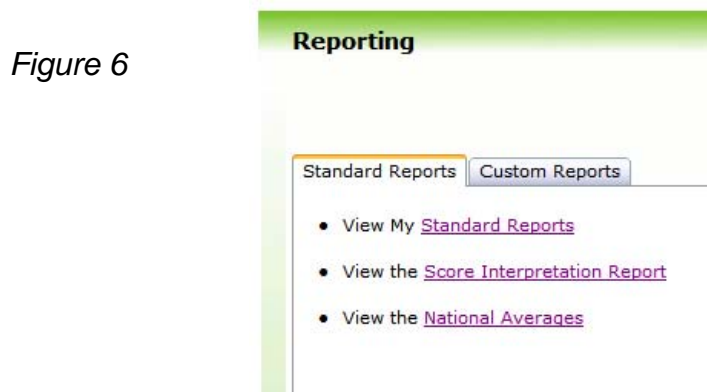 Figure 6
Reporting
Standard Reports Custom Reports
• View My Standard Reports
• View the Score Interpretation Report
• View the National Averages